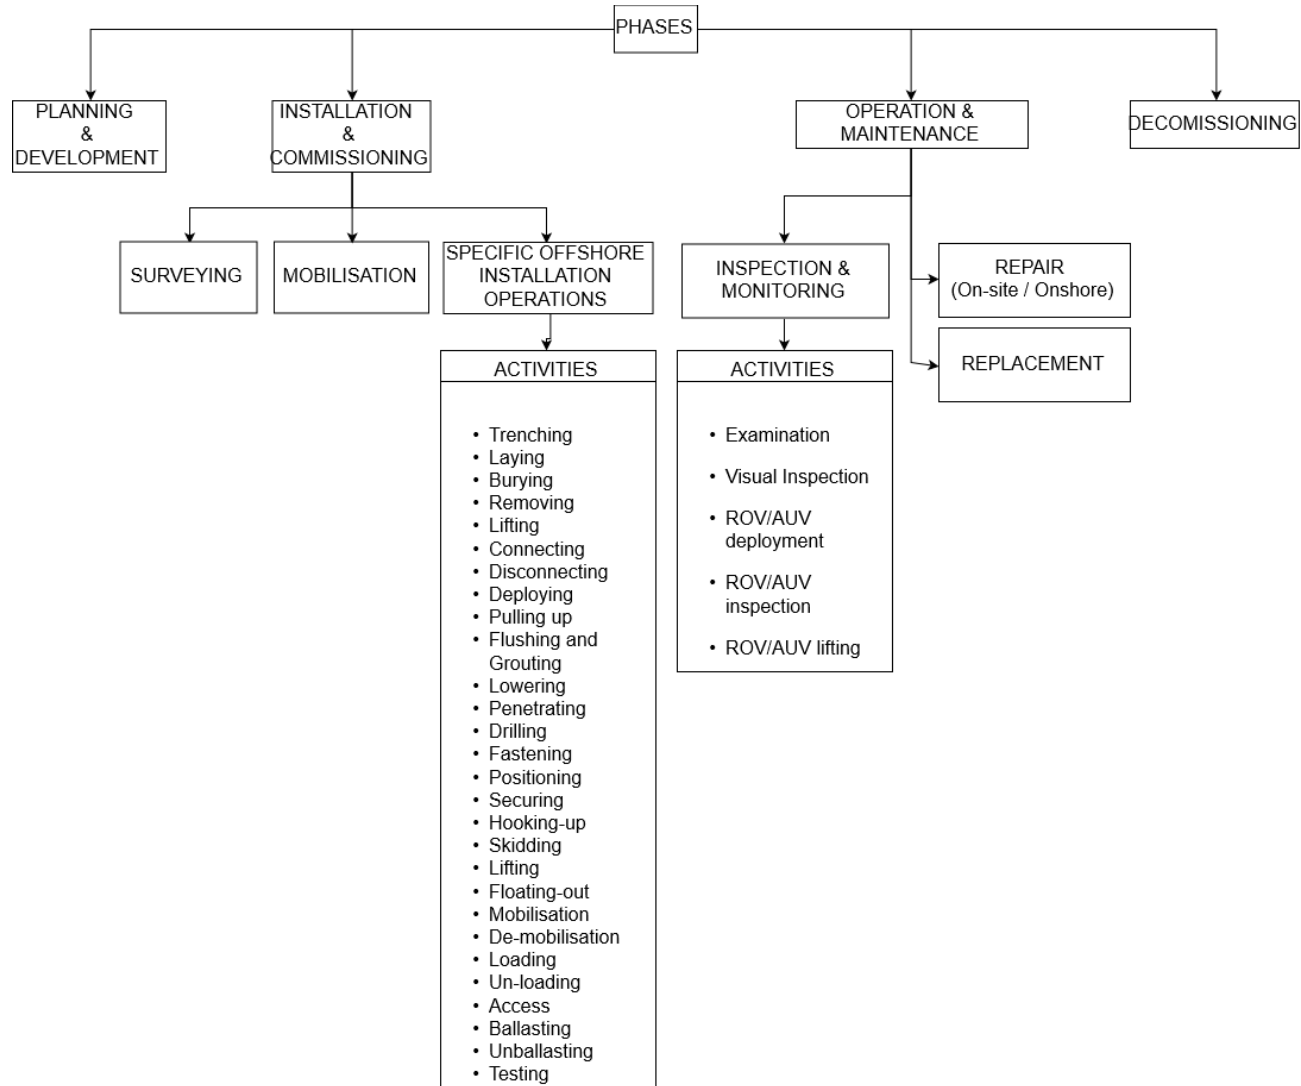 PHASES
PLANNING
&
DEVELOPMENT
INSTALLATION
&
COMMISSIONING
OPERATION &
MAINTENANCE
DECOMISSIONING
SURVEYING
MOBILISATION
SPECIFIC OFFSHORE
INSTALLATION
OPERATIONS
INSPECTION &
MONITORING
REPAIR
(On-site / Onshore)
REPLACEMENT
ACTIVITIES
• Trenching
• Laying
• Burying
• Removing
• Lifting
• Connecting
• Disconnecting
• Deploying
• Pulling up
• Flushing and
Grouting
• Lowering
• Penetrating
• Drilling
• Fastening
• Positioning
• Securing
• Hooking-up
• Skidding
• Lifting
• Floating-out
• Mobilisation
• De-mobilisation
• Loading
• Un-loading
• Access
• Ballasting
• Unballasting
• Testing
ACTIVITIES
• Examination
• Visual Inspection
• ROV/AUV
deployment
• ROV/AUV
inspection
• ROV/AUV lifting